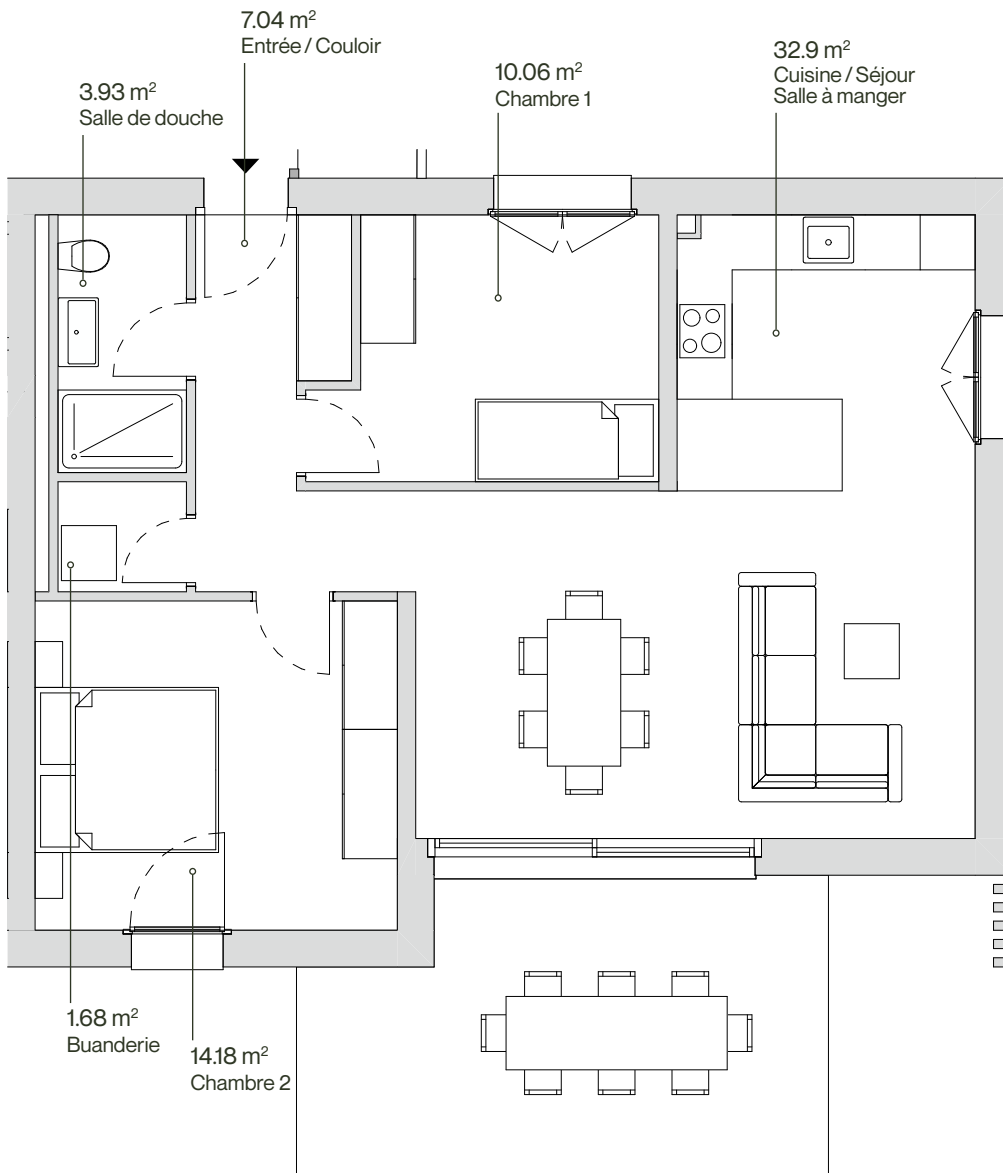 7.04 m²
Entrée / Couloir
3.93 m²
Salle de douche
10.06 m²
Chambre 1
32.9 m²
Cuisine / Séjour
Salle à manger
1.68 m²
Buanderie
14.18 m²
Chambre 2